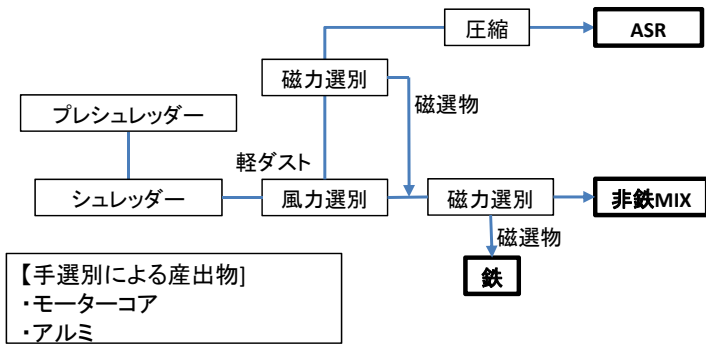 圧縮
ASR
磁力選別
磁選物
プレシュレッダー
軽ダスト
シュレッダー
風力選別
磁力選別
非鉄MIX
磁選物
鉄
【手選別による産出物]
・モーターコア
・アルミ